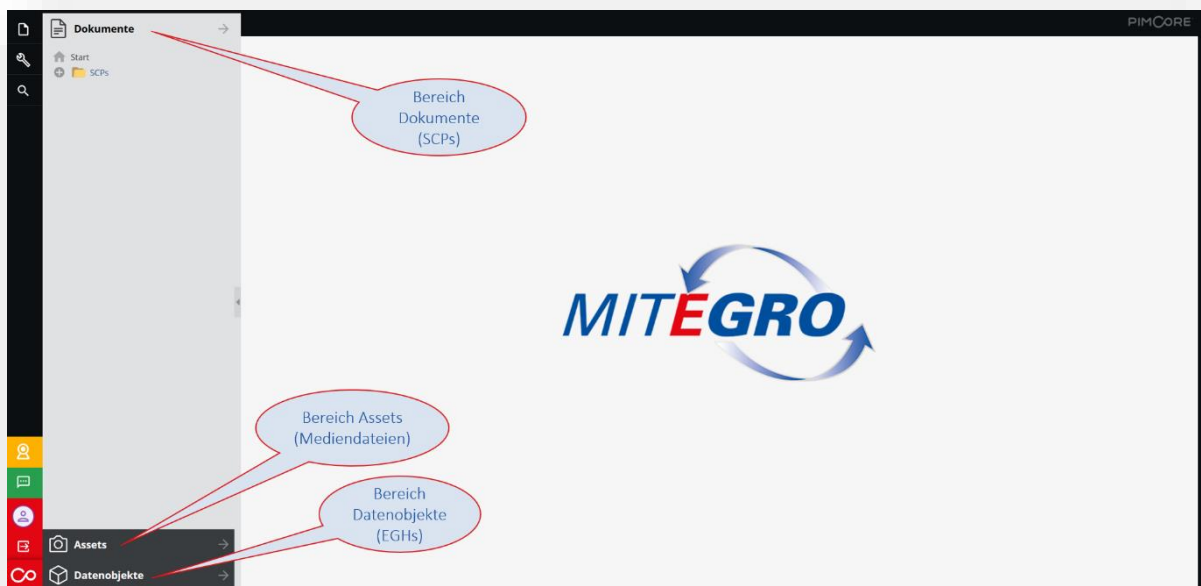 Dokumente
PIMCORE
Start
SCPs
Bereich
Dokumente
(SCPs)
MITEGRO
Bereich Assets
(Mediendateien)
Bereich
Datenobjekte
(EGHs)
Assets
Datenobjekte